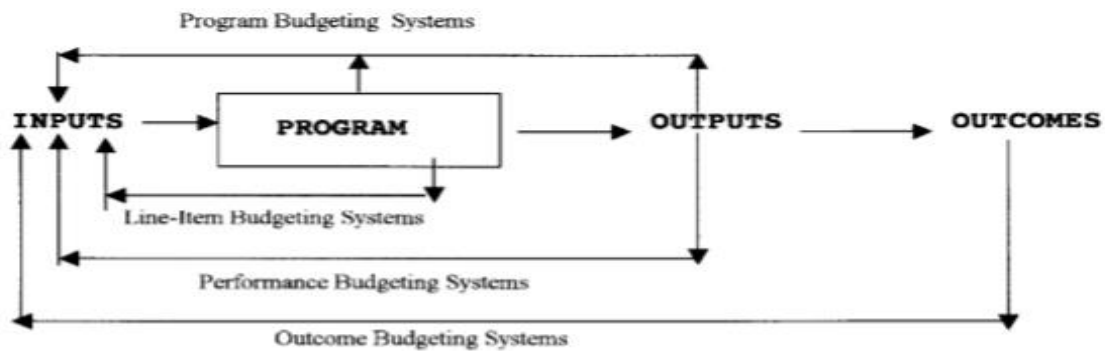 Program Budgeting Systems
INPUTS PROGRAM OUTPUTS OUTCOMES
Line-Item Budgeting Systems
Performance Budgeting Systems
Outcome Budgeting Systems